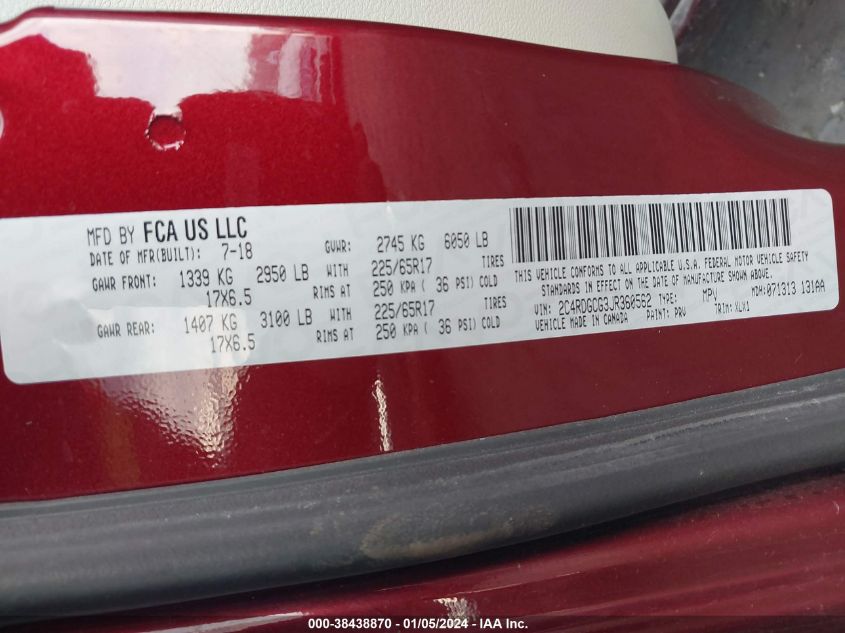 MFD BY FCA US LLC
DATE OF MFR(BUILT): 7-18 GVWR: 2745 KG 6050 LB
GAWR FRONT: 1339 KG 2950 LB WITH 225/65R17 TIRES
17X6.5 RIMS AT 250 KPA ( 36 PSI) COLD
GAWR REAR: 1407 KG 3100 LB WITH 225/65R17 TIRES
17X6.5 RIMS AT 250 KPA ( 36 PSI) COLD
THIS VEHICLE CONFORMS TO ALL APPLICABLE U.S.A. FEDERAL MOTOR VEHICLE SAFETY
STANDARDS IN EFFECT ON THE DATE OF MANUFACTURE SHOWN ABOVE.
VIN: 2C4RDGCG3JR360562 TYPE: MPV MDH: 071313 131AA
VEHICLE MADE IN CANADA PAINT: PRV TRIM: XLX1
000-38438870 - 01/05/2024 - IAA Inc.